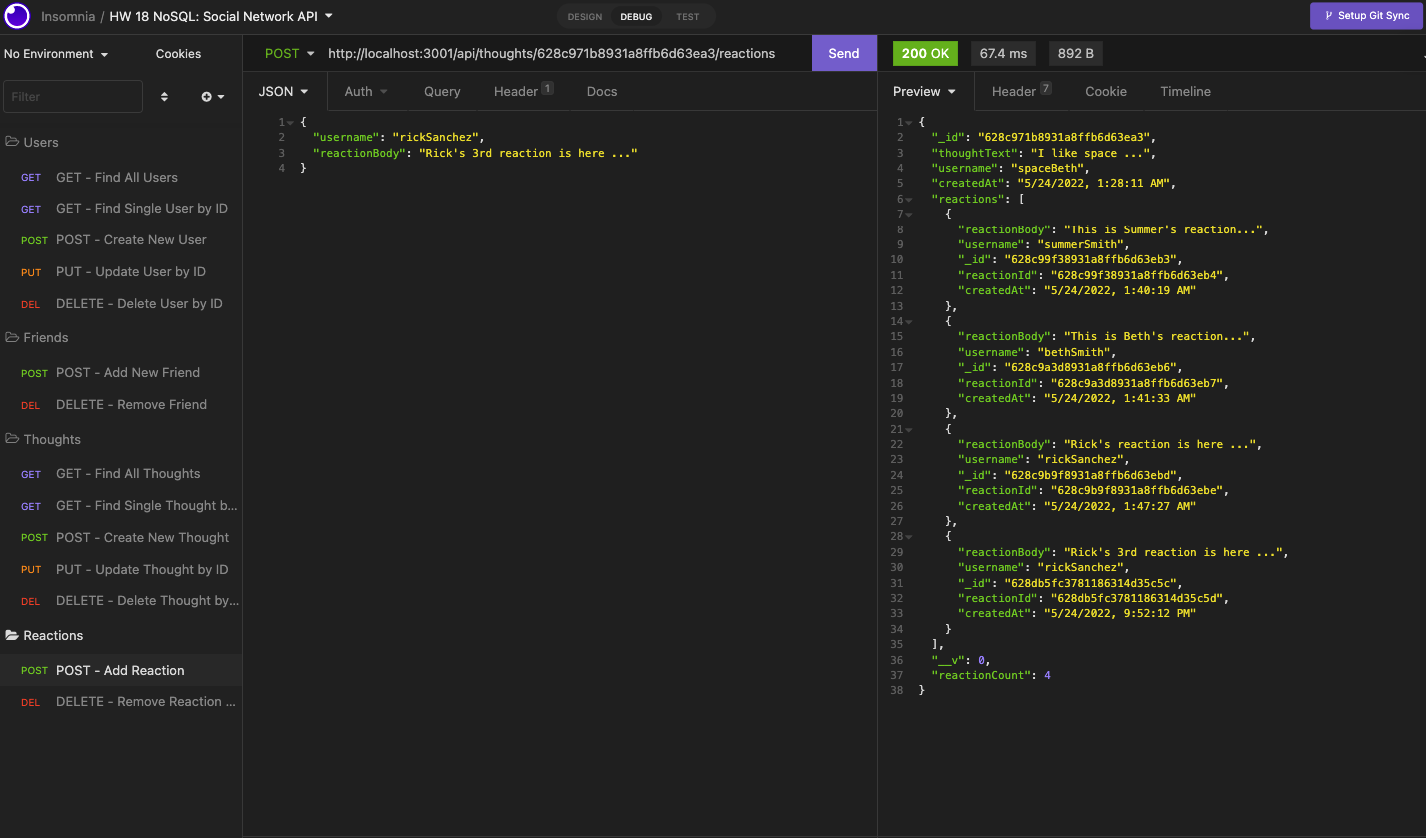 Insomnia / HW 18 NoSQL: Social Network API
DESIGN DEBUG TEST
Setup Git Sync
No Environment Cookies
Filter
Users
GET GET - Find All Users
GET GET - Find Single User by ID
POST POST - Create New User
PUT PUT - Update User by ID
DEL DELETE - Delete User by ID
Friends
POST POST - Add New Friend
DEL DELETE - Remove Friend
Thoughts
GET GET - Find All Thoughts
GET GET - Find Single Thought b...
POST POST - Create New Thought
PUT PUT - Update Thought by ID
DEL DELETE - Delete Thought by...
Reactions
POST POST - Add Reaction
DEL DELETE - Remove Reaction ...
POST http://localhost:3001/api/thoughts/628c971b8931a8ffb6d63ea3/reactions Send
JSON Auth Query Header 1 Docs
1 {
2 "username": "rickSanchez",
3 "reactionBody": "Rick's 3rd reaction is here ..."
4 }
200 OK 67.4 ms 892 B
Preview Header 7 Cookie Timeline
1 {
2 "_id": "628c971b8931a8ffb6d63ea3",
3 "thoughtText": "I like space ...",
4 "username": "spaceBeth",
5 "createdAt": "5/24/2022, 1:28:11 AM",
6 "reactions": [
7 {
8 "reactionBody": "This is Summer's reaction...",
9 "username": "summerSmith",
10 "_id": "628c99f38931a8ffb6d63eb3",
11 "reactionId": "628c99f38931a8ffb6d63eb4",
12 "createdAt": "5/24/2022, 1:40:19 AM"
13 },
14 {
15 "reactionBody": "This is Beth's reaction...",
16 "username": "bethSmith",
17 "_id": "628c9a3d8931a8ffb6d63eb6",
18 "reactionId": "628c9a3d8931a8ffb6d63eb7",
19 "createdAt": "5/24/2022, 1:41:33 AM"
20 },
21 {
22 "reactionBody": "Rick's reaction is here ...",
23 "username": "rickSanchez",
24 "_id": "628c9b9f8931a8ffb6d63ebd",
25 "reactionId": "628c9b9f8931a8ffb6d63ebe",
26 "createdAt": "5/24/2022, 1:47:27 AM"
27 },
28 {
29 "reactionBody": "Rick's 3rd reaction is here ...",
30 "username": "rickSanchez",
31 "_id": "628db5fc3781186314d35c5c",
32 "reactionId": "628db5fc3781186314d35c5d",
33 "createdAt": "5/24/2022, 9:52:12 PM"
34 }
35 ],
36 "__v": 0,
37 "reactionCount": 4
38 }